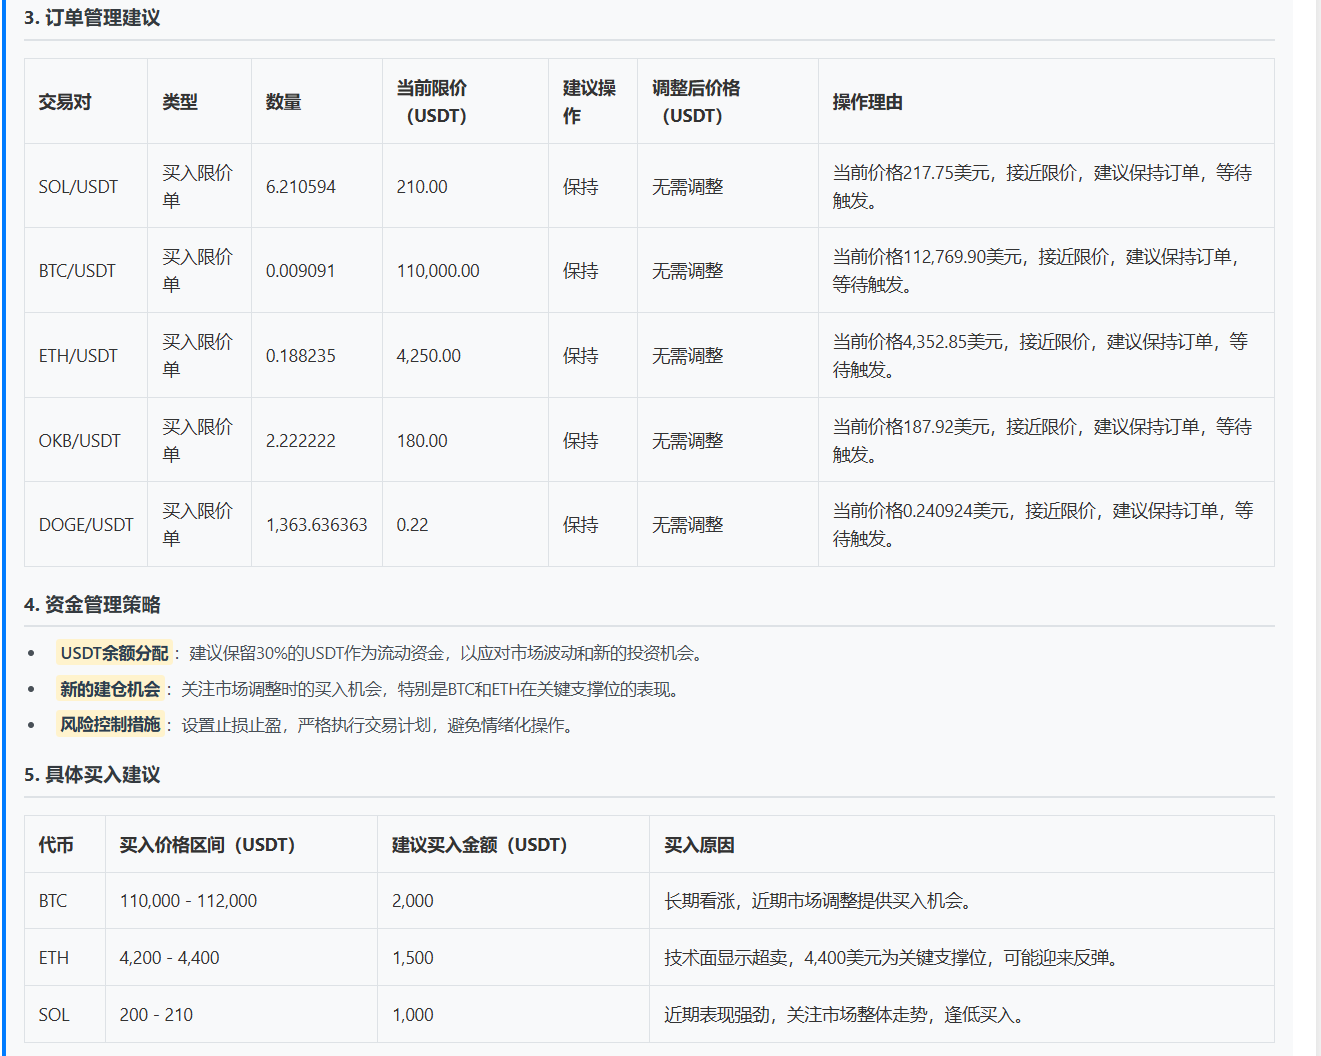 3. 订单管理建议
交易对 类型 数量 当前限价（USDT） 建议操作 调整后价格（USDT） 操作理由
SOL/USDT 买入限价单 6.210594 210.00 保持 无需调整 当前价格217.75美元，接近限价，建议保持订单，等待触发。
BTC/USDT 买入限价单 0.009091 110,000.00 保持 无需调整 当前价格112,769.90美元，接近限价，建议保持订单，等待触发。
ETH/USDT 买入限价单 0.188235 4,250.00 保持 无需调整 当前价格4,352.85美元，接近限价，建议保持订单，等待触发。
OKB/USDT 买入限价单 2.222222 180.00 保持 无需调整 当前价格187.92美元，接近限价，建议保持订单，等待触发。
DOGE/USDT 买入限价单 1,363.636363 0.22 保持 无需调整 当前价格0.240924美元，接近限价，建议保持订单，等待触发。
4. 资金管理策略
• USDT余额分配：建议保留30%的USDT作为流动资金，以应对市场波动和新的投资机会。
• 新的建仓机会：关注市场调整时的买入机会，特别是BTC和ETH在关键支撑位的表现。
• 风险控制措施：设置止损止盈，严格执行交易计划，避免情绪化操作。
5. 具体买入建议
代币 买入价格区间（USDT） 建议买入金额（USDT） 买入原因
BTC 110,000 - 112,000 2,000 长期看涨，近期市场调整提供买入机会。
ETH 4,200 - 4,400 1,500 技术面显示超卖，4,400美元为关键支撑位，可能迎来反弹。
SOL 200 - 210 1,000 近期表现强劲，关注市场整体走势，逢低买入。